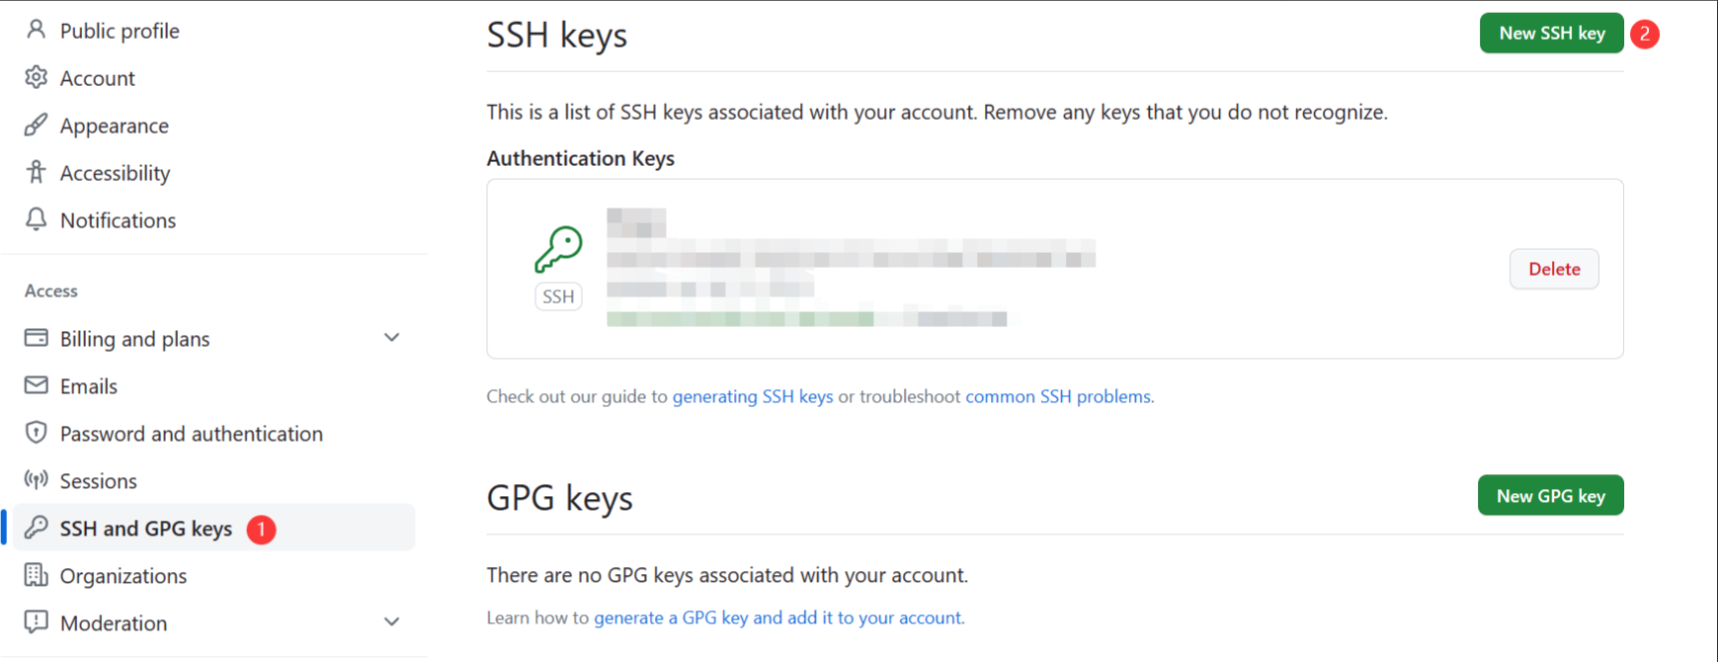 Public profile
Account
Appearance
Accessibility
Notifications
Access
Billing and plans
Emails
Password and authentication
Sessions
SSH and GPG keys 1
Organizations
Moderation
SSH keys
New SSH key 2
This is a list of SSH keys associated with your account. Remove any keys that you do not recognize.
Authentication Keys
SSH
Delete
Check out our guide to generating SSH keys or troubleshoot common SSH problems.
GPG keys
New GPG key
There are no GPG keys associated with your account.
Learn how to generate a GPG key and add it to your account.